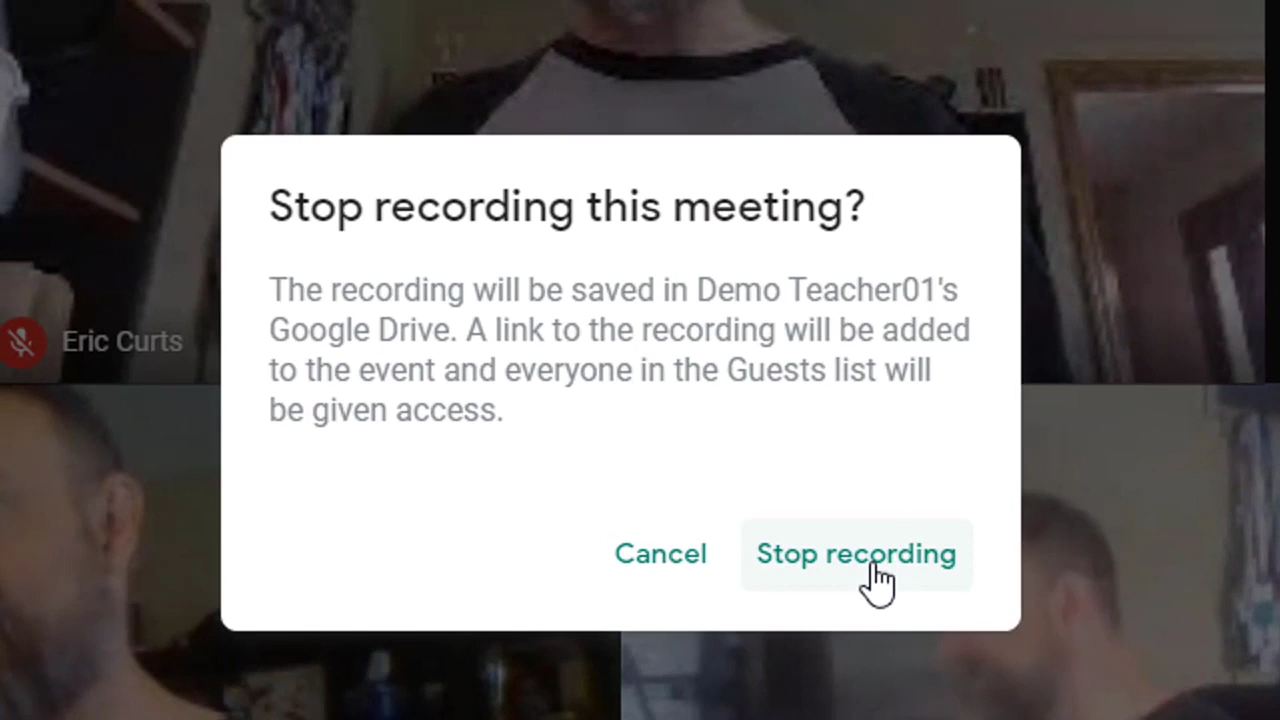 Stop recording this meeting?
The recording will be saved in Demo Teacher01's
Google Drive. A link to the recording will be added
to the event and everyone in the Guests list will
be given access.
Eric Curts
Cancel
Stop recording